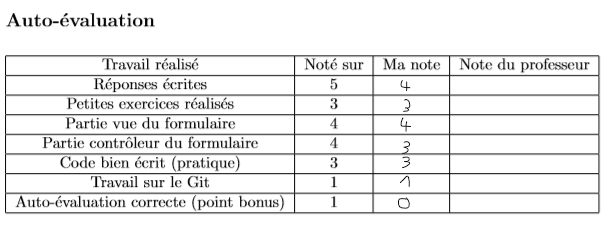 Auto-évaluation
Travail réalisé Noté sur Ma note Note du professeur
Réponses écrites 5 4
Petites exercices réalisés 3 3
Partie vue du formulaire 4 4
Partie contrôleur du formulaire 4 3
Code bien écrit (pratique) 3 3
Travail sur le Git 1 1
Auto-évaluation correcte (point bonus) 1 0